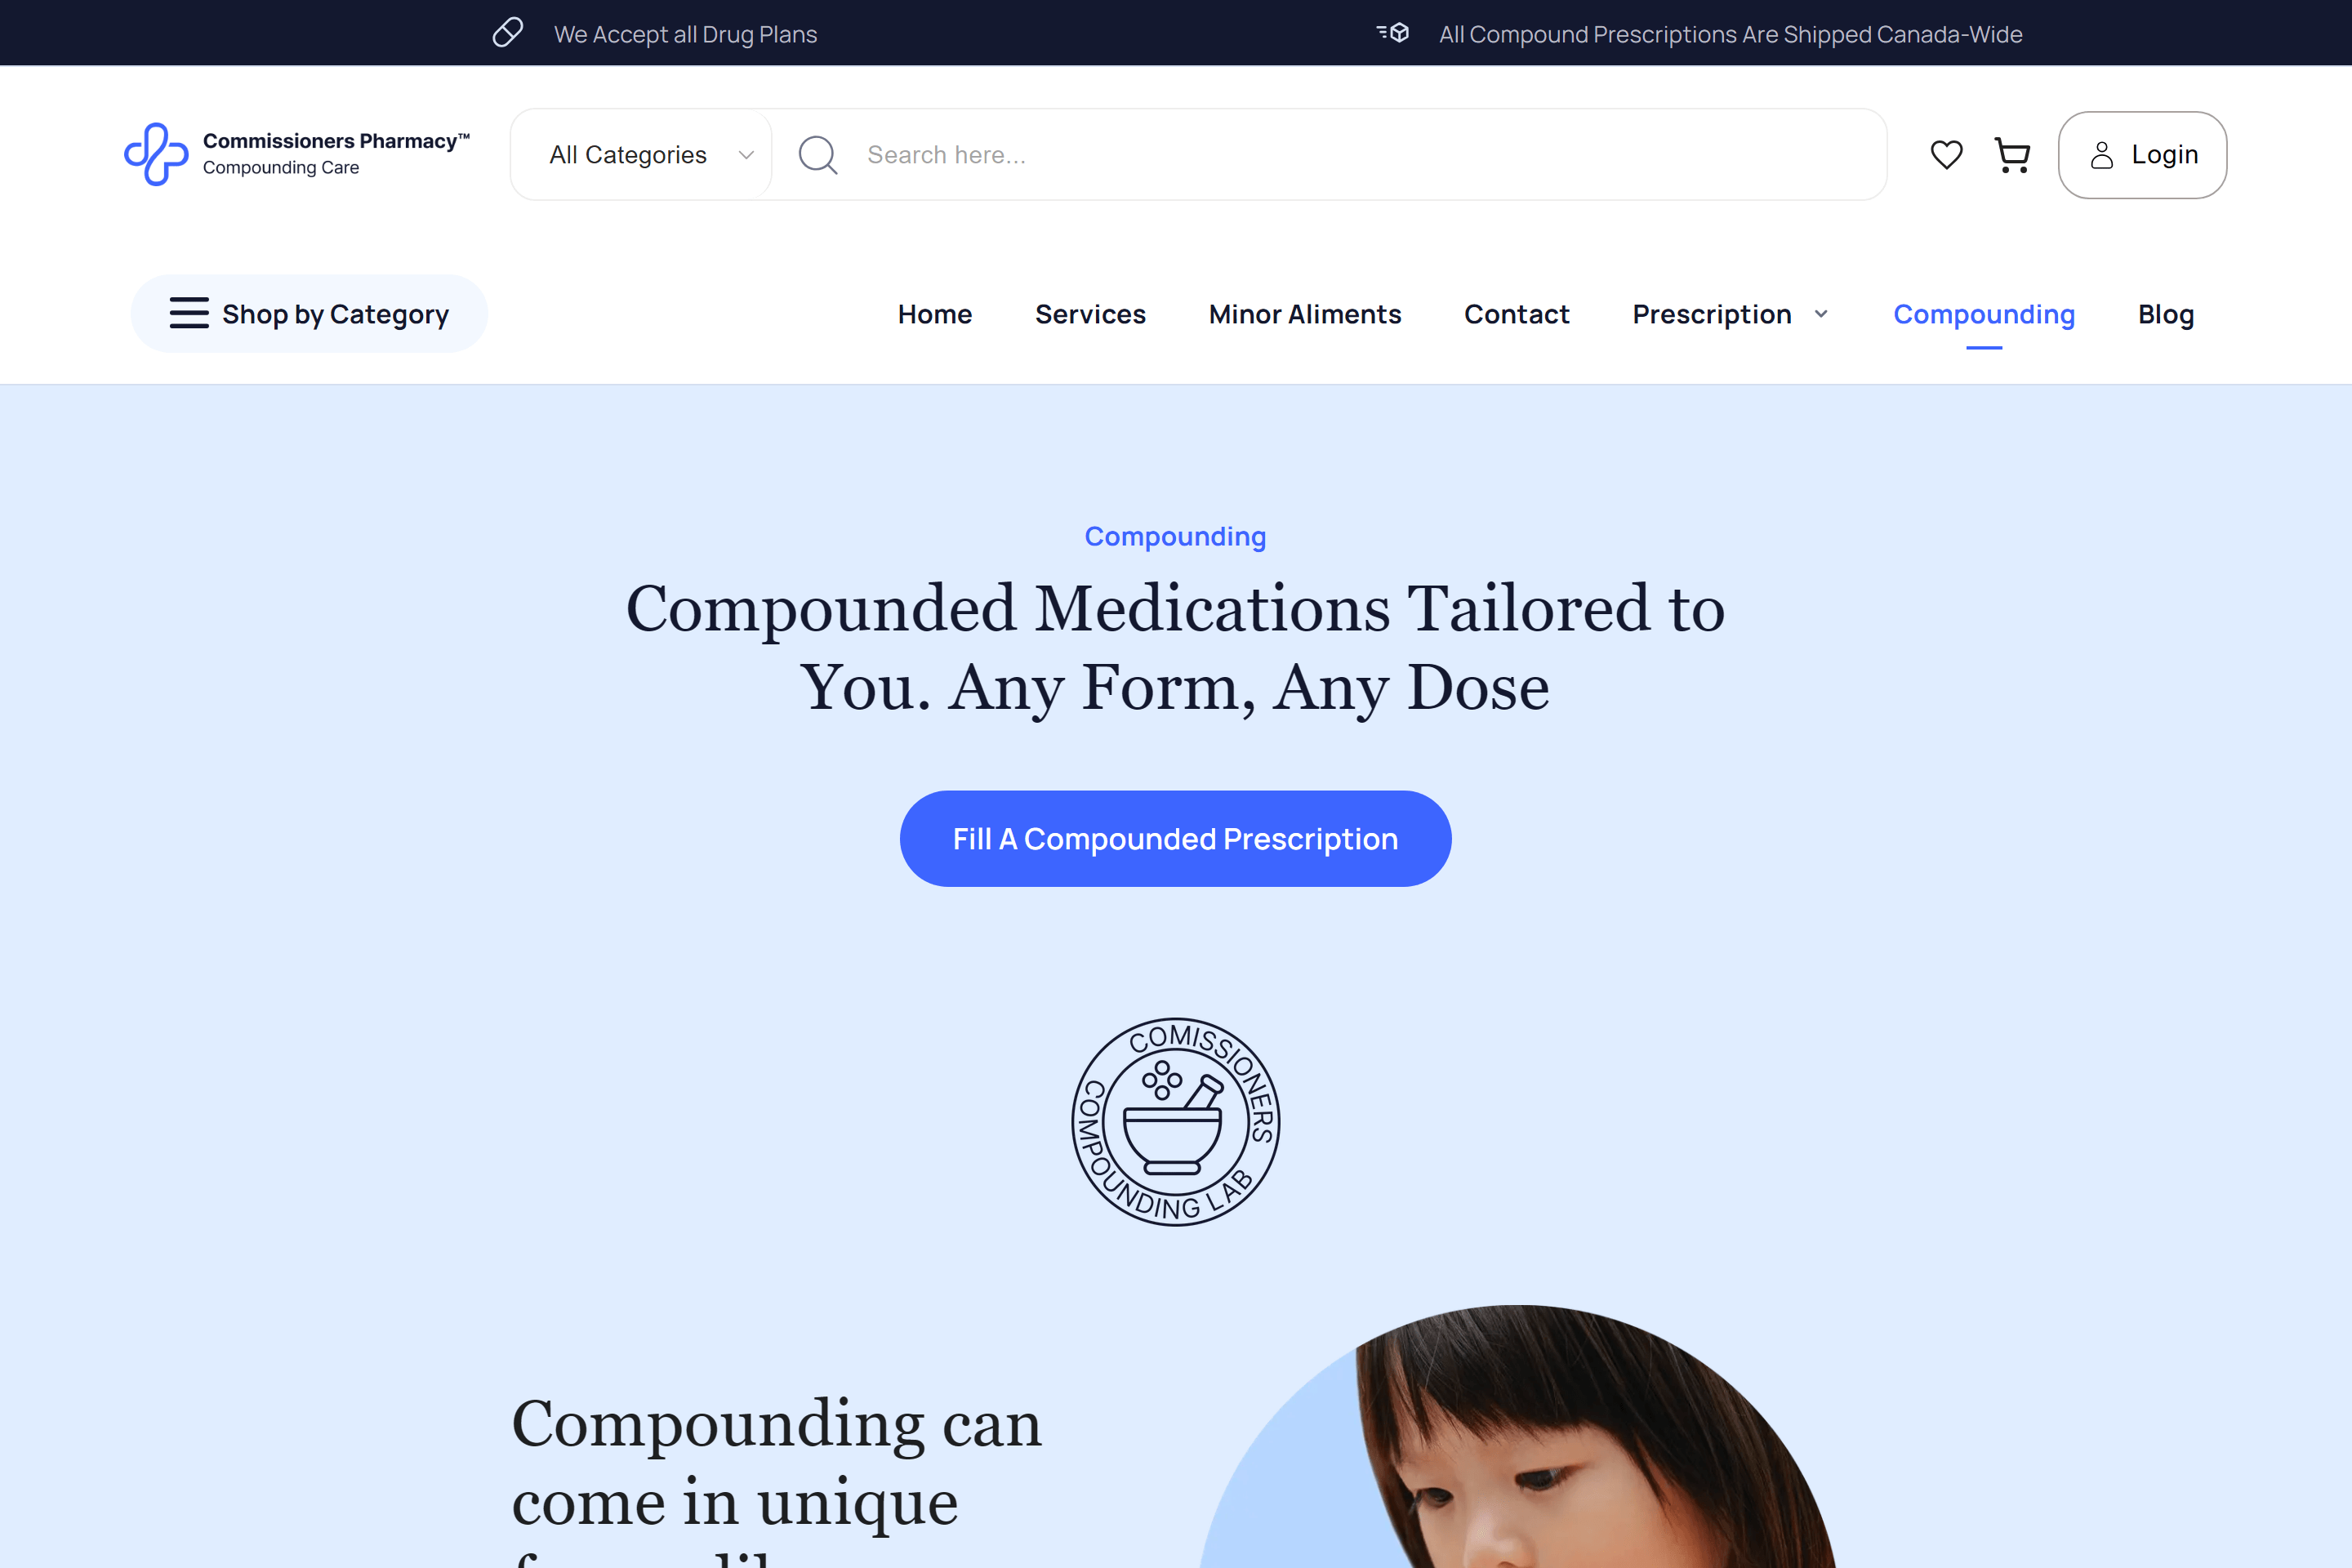 We Accept all Drug Plans
All Compound Prescriptions Are Shipped Canada-Wide
Commissioners Pharmacy™
Compounding Care
All Categories
Search here...
Login
Shop by Category
Home
Services
Minor Aliments
Contact
Prescription
Compounding
Blog
Compounding
Compounded Medications Tailored to
You. Any Form, Any Dose
Fill A Compounded Prescription
COMISSIONERS
COMPOUNDING LAB
Compounding can
come in unique